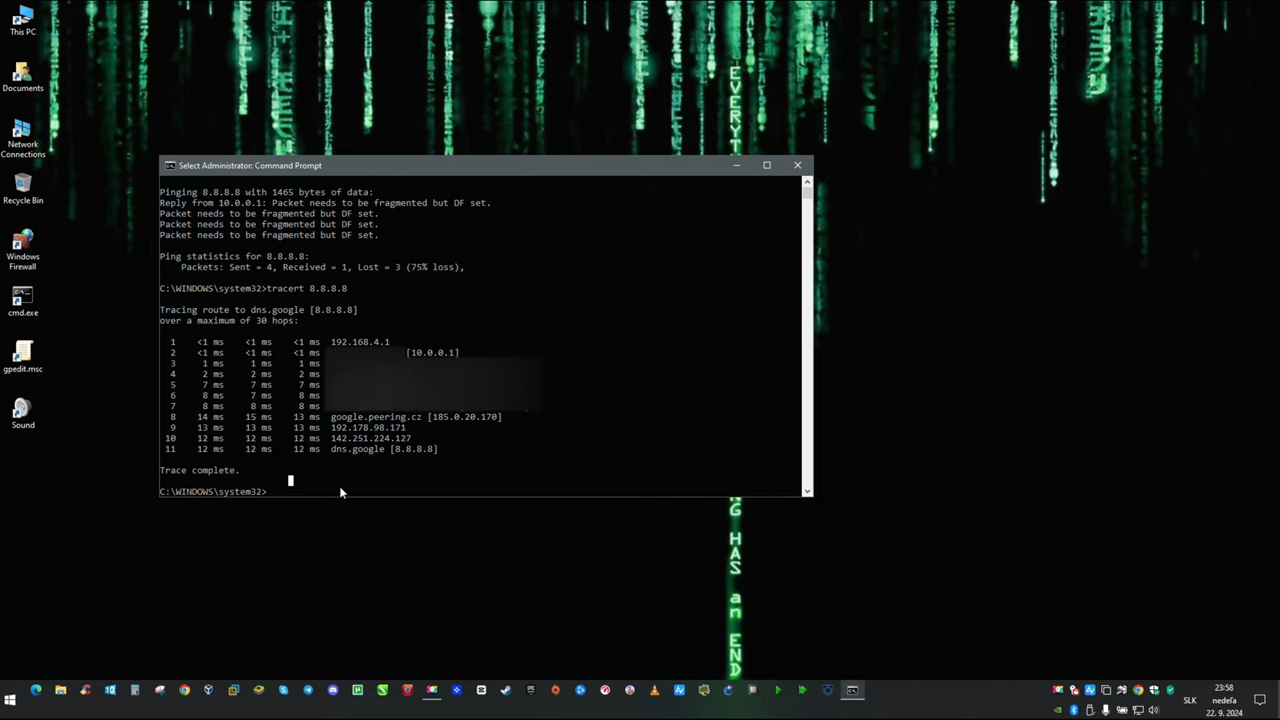 This PC
Documents
Network
Connections
Recycle Bin
Windows
Firewall
cmd.exe
gpedit.msc
Sound
EVERYT
Select Administrator: Command Prompt
Pinging 8.8.8.8 with 1465 bytes of data:
Reply from 10.0.0.1: Packet needs to be fragmented but DF set.
Packet needs to be fragmented but DF set.
Packet needs to be fragmented but DF set.
Packet needs to be fragmented but DF set.
Ping statistics for 8.8.8.8:
Packets: Sent = 4, Received = 1, Lost = 3 (75% loss),
C:\WINDOWS\system32>tracert 8.8.8.8
Tracing route to dns.google [8.8.8.8]
over a maximum of 30 hops:
1 <1 ms <1 ms <1 ms 192.168.4.1
2 <1 ms <1 ms <1 ms [10.0.0.1]
3 1 ms 1 ms 1 ms
4 2 ms 2 ms 2 ms
5 7 ms 7 ms 7 ms
6 8 ms 7 ms 8 ms
7 8 ms 8 ms 8 ms
8 14 ms 15 ms 13 ms google.peering.cz [185.0.20.170]
9 13 ms 13 ms 13 ms 192.178.98.171
10 12 ms 12 ms 12 ms 142.251.224.127
11 12 ms 12 ms 12 ms dns.google [8.8.8.8]
Trace complete.
C:\WINDOWS\system32>
NG HAS an END
SLK
23:58
nedeľa
22. 9. 2024